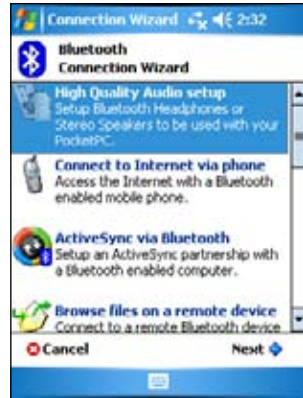 Connection Wizard 2:32
Bluetooth
Connection Wizard
High Quality Audio setup
Setup Bluetooth Headphones or
Stereo Speakers to be used with your
PocketPC.
Connect to Internet via phone
Access the Internet with a Bluetooth
enabled mobile phone.
ActiveSync via Bluetooth
Setup an ActiveSync partnership with
a Bluetooth enabled computer.
Browse files on a remote device
Connect to a remote Bluetooth device
Cancel Next